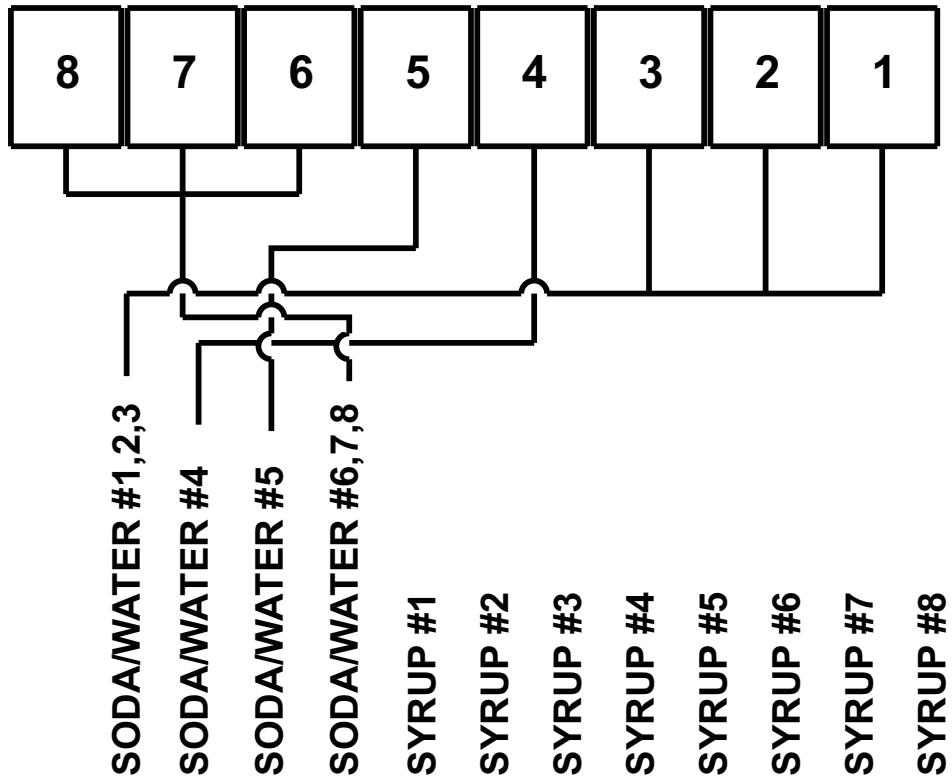 8 7 6 5 4 3 2 1
SODA/WATER #1,2,3
SODA/WATER #4
SODA/WATER #5
SODA/WATER #6,7,8
SYRUP #1
SYRUP #2
SYRUP #3
SYRUP #4
SYRUP #5
SYRUP #6
SYRUP #7
SYRUP #8